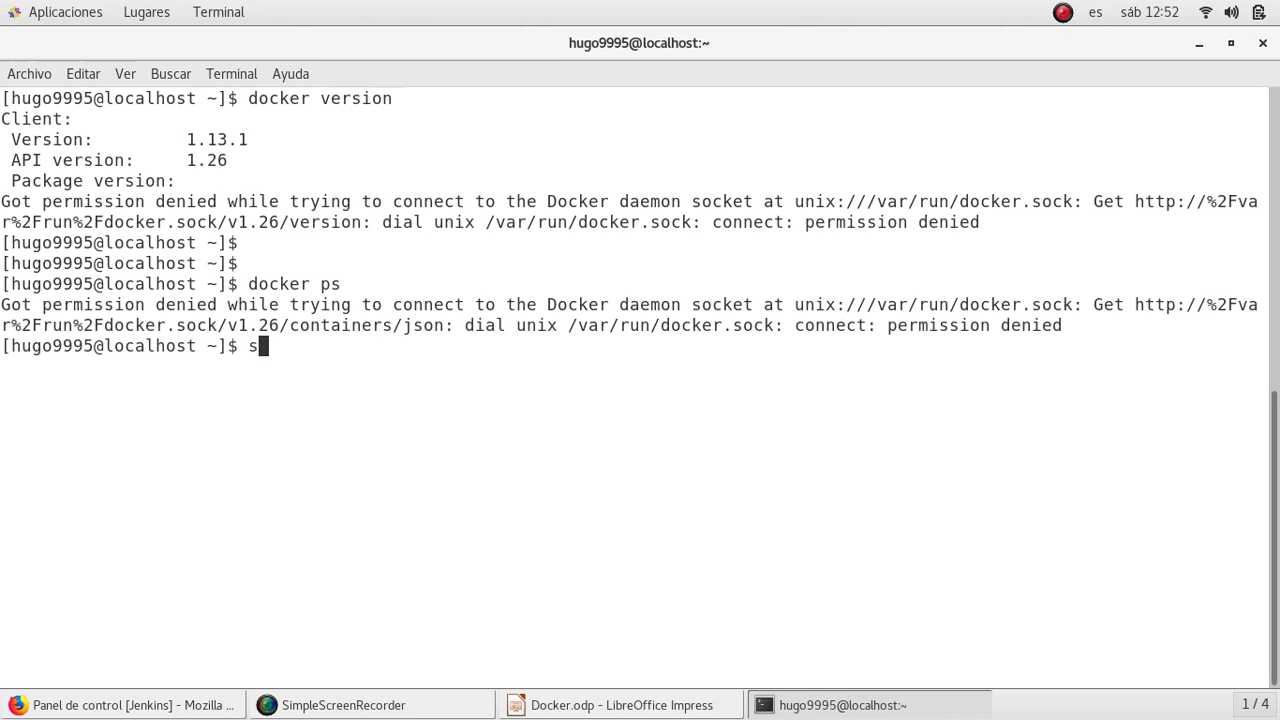 Aplicaciones Lugares Terminal es sáb 12:52
hugo9995@localhost:~
Archivo Editar Ver Buscar Terminal Ayuda
[hugo9995@localhost ~]$ docker version
Client:
Version: 1.13.1
API version: 1.26
Package version:
Got permission denied while trying to connect to the Docker daemon socket at unix:///var/run/docker.sock: Get http://%2Fva
r%2Frun%2Fdocker.sock/v1.26/version: dial unix /var/run/docker.sock: connect: permission denied
[hugo9995@localhost ~]$
[hugo9995@localhost ~]$
[hugo9995@localhost ~]$ docker ps
Got permission denied while trying to connect to the Docker daemon socket at unix:///var/run/docker.sock: Get http://%2Fva
r%2Frun%2Fdocker.sock/v1.26/containers/json: dial unix /var/run/docker.sock: connect: permission denied
[hugo9995@localhost ~]$ s
Panel de control [Jenkins] - Mozilla ... SimpleScreenRecorder Docker.odp - LibreOffice Impress hugo9995@localhost:~ 1 / 4